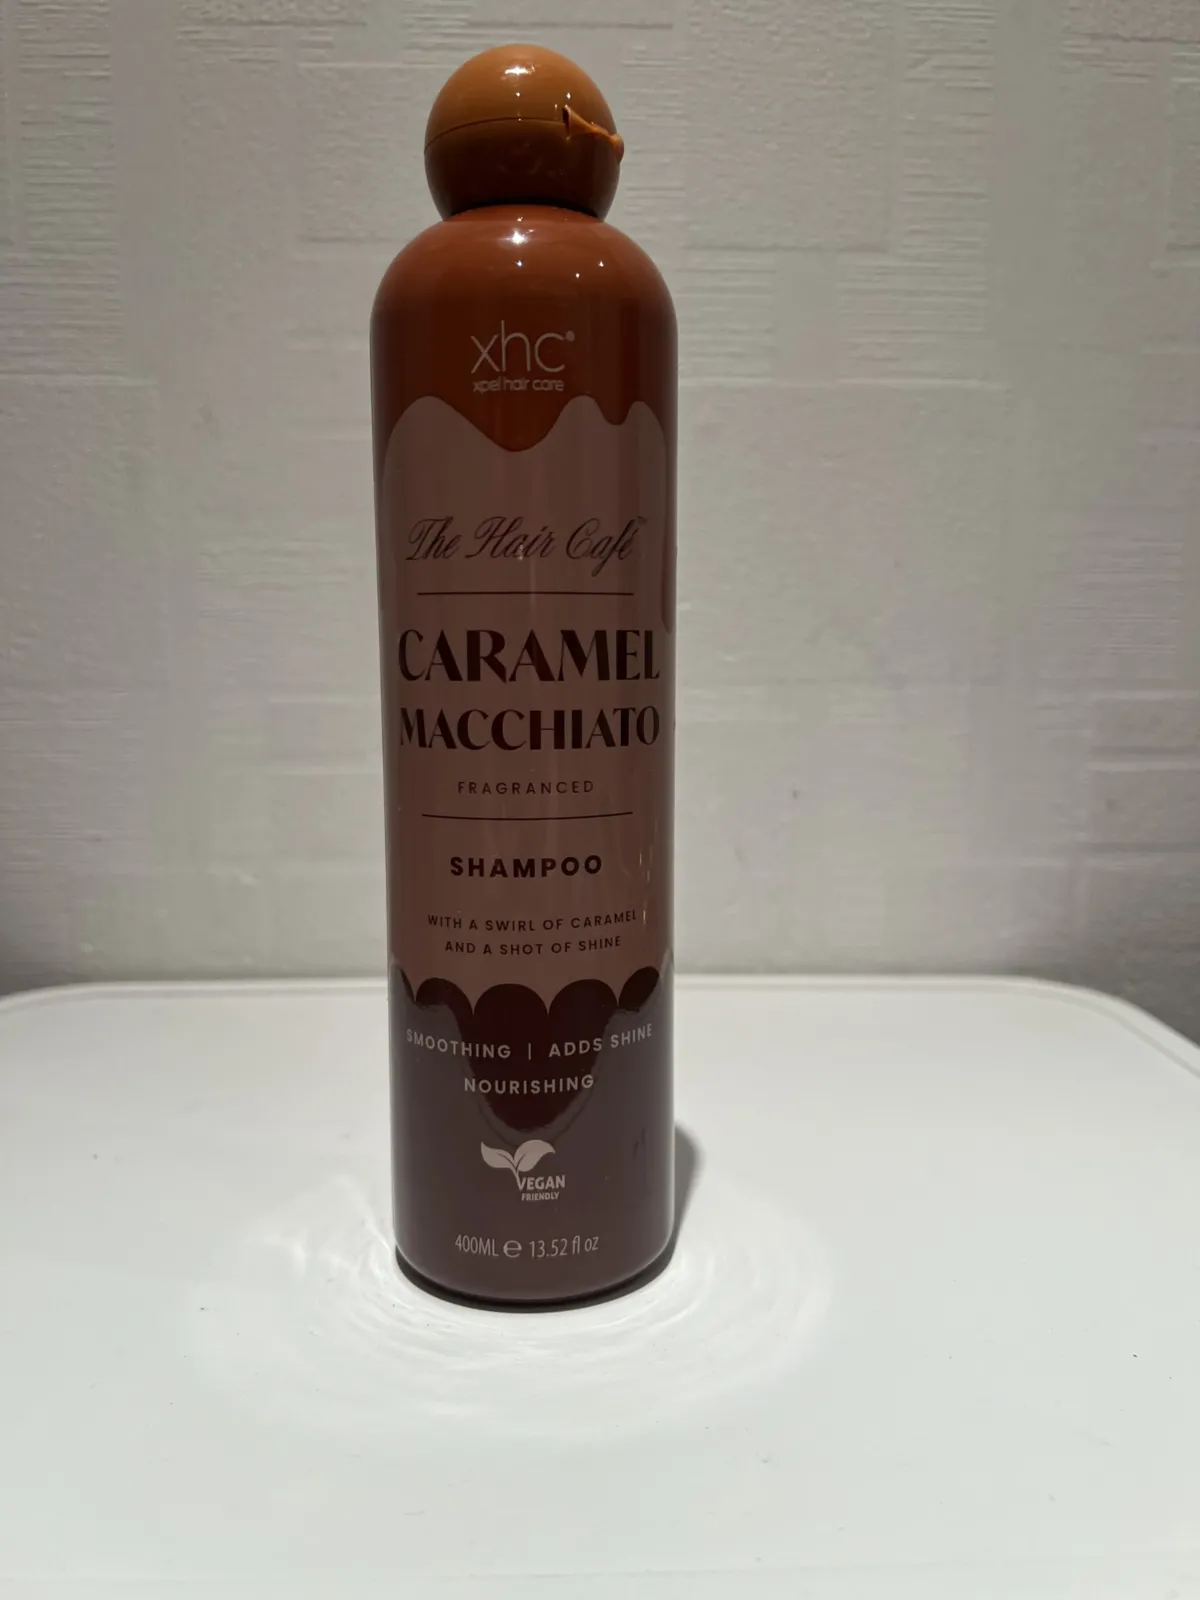 xhc®
xpel hair care
The Hair Café™
CARAMEL
MACCHIATO
FRAGRANCED
SHAMPOO
WITH A SWIRL OF CARAMEL
AND A SHOT OF SHINE
SMOOTHING | ADDS SHINE
NOURISHING
VEGAN
FRIENDLY
400ML ℮ 13.52 fl oz